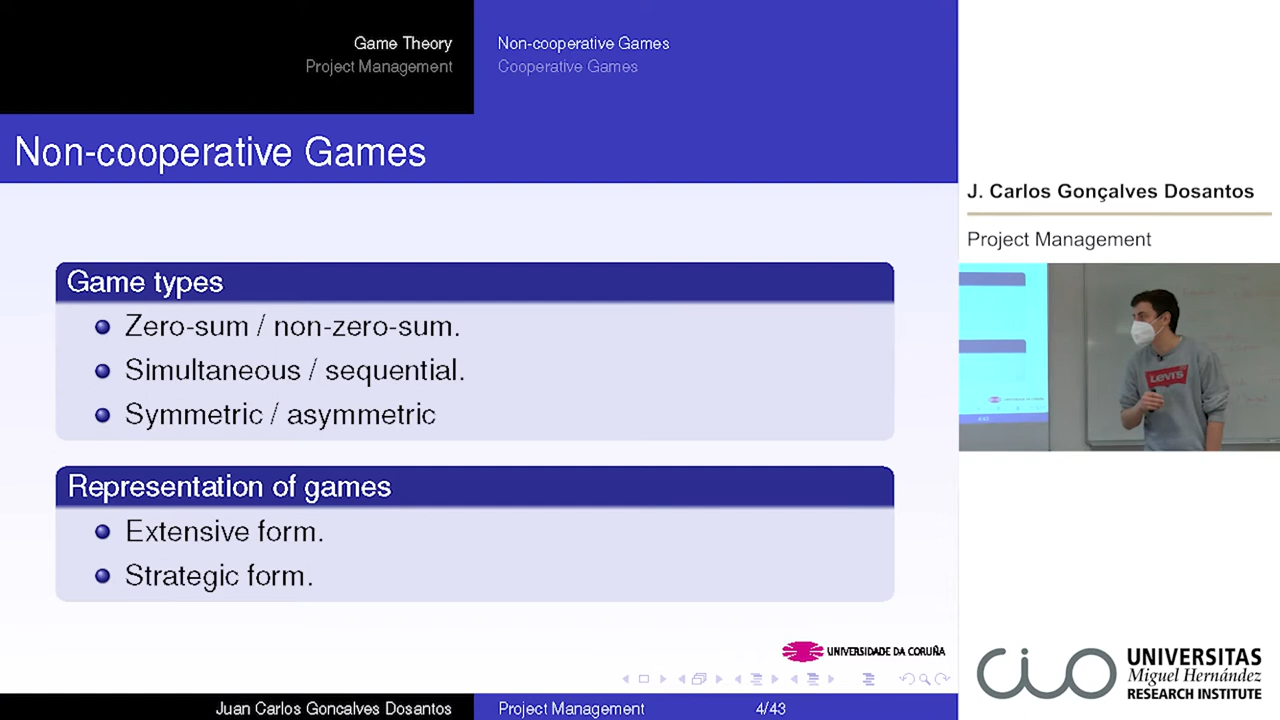 Game Theory
Project Management
Non-cooperative Games
Cooperative Games
Non-cooperative Games
Game types
Zero-sum / non-zero-sum.
Simultaneous / sequential.
Symmetric / asymmetric
Representation of games
Extensive form.
Strategic form.
UNIVERSIDADE DA CORUÑA
Juan Carlos Goncalves Dosantos
Project Management
4/43
J. Carlos Gonçalves Dosantos
Project Management
LEVI'S
CIO
UNIVERSITAS
Miguel Hernández
RESEARCH INSTITUTE